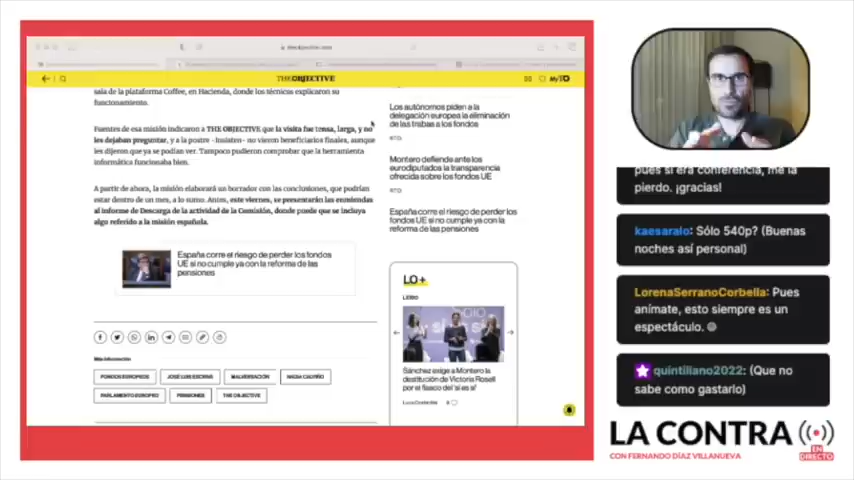 THE OBJECTIVE
MyTO
sala de la plataforma Coffee, en Hacienda, donde los técnicos explicaron su
funcionamiento.
Fuentes de esa misión indicaron a THE OBJECTIVE que la visita fue tensa, larga, y no
les dejaban preguntar, y a la postre -insisten- no vieron beneficiarios finales, aunque
les dijeron que ya se podían ver. Tampoco pudieron comprobar que la herramienta
informática funcionaba bien.
A partir de ahora, la misión elaborará un borrador con las conclusiones, que podrían
estar dentro de un mes, a lo sumo. Antes, este viernes, se presentarán las enmiendas
al informe de Descarga de la actividad de la Comisión, donde puede que se incluya
algo referido a la misión española.
España corre el riesgo de perder los fondos
UE si no cumple ya con la reforma de las
pensiones
Más información
FONDOS EUROPEOS
JOSÉ LUIS ESCRIVÁ
MALVERSACIÓN
NADIA CALVIÑO
PARLAMENTO EUROPEO
PENSIONES
THE OBJECTIVE
Los autónomos piden a la
delegación europea la eliminación
de las trabas a los fondos
Montero defiende ante los
eurodiputados la transparencia
ofrecida sobre los fondos UE
España corre el riesgo de perder los
fondos UE si no cumple ya con la
reforma de las pensiones
LO+
LEÍDO
Sánchez exige a Montero la
destitución de Victoria Rosell
por el fiasco del 'sí es sí'
pues si era conferencia, me la
pierdo. ¡gracias!
kaesaralo: Sólo 540p? (Buenas
noches así personal)
LorenaSerranoCorbella: Pues
anímate, esto siempre es un
espectáculo.
quintiliano2022: (Que no
sabe como gastarlo)
LA CONTRA
EN DIRECTO
CON FERNANDO DÍAZ VILLANUEVA